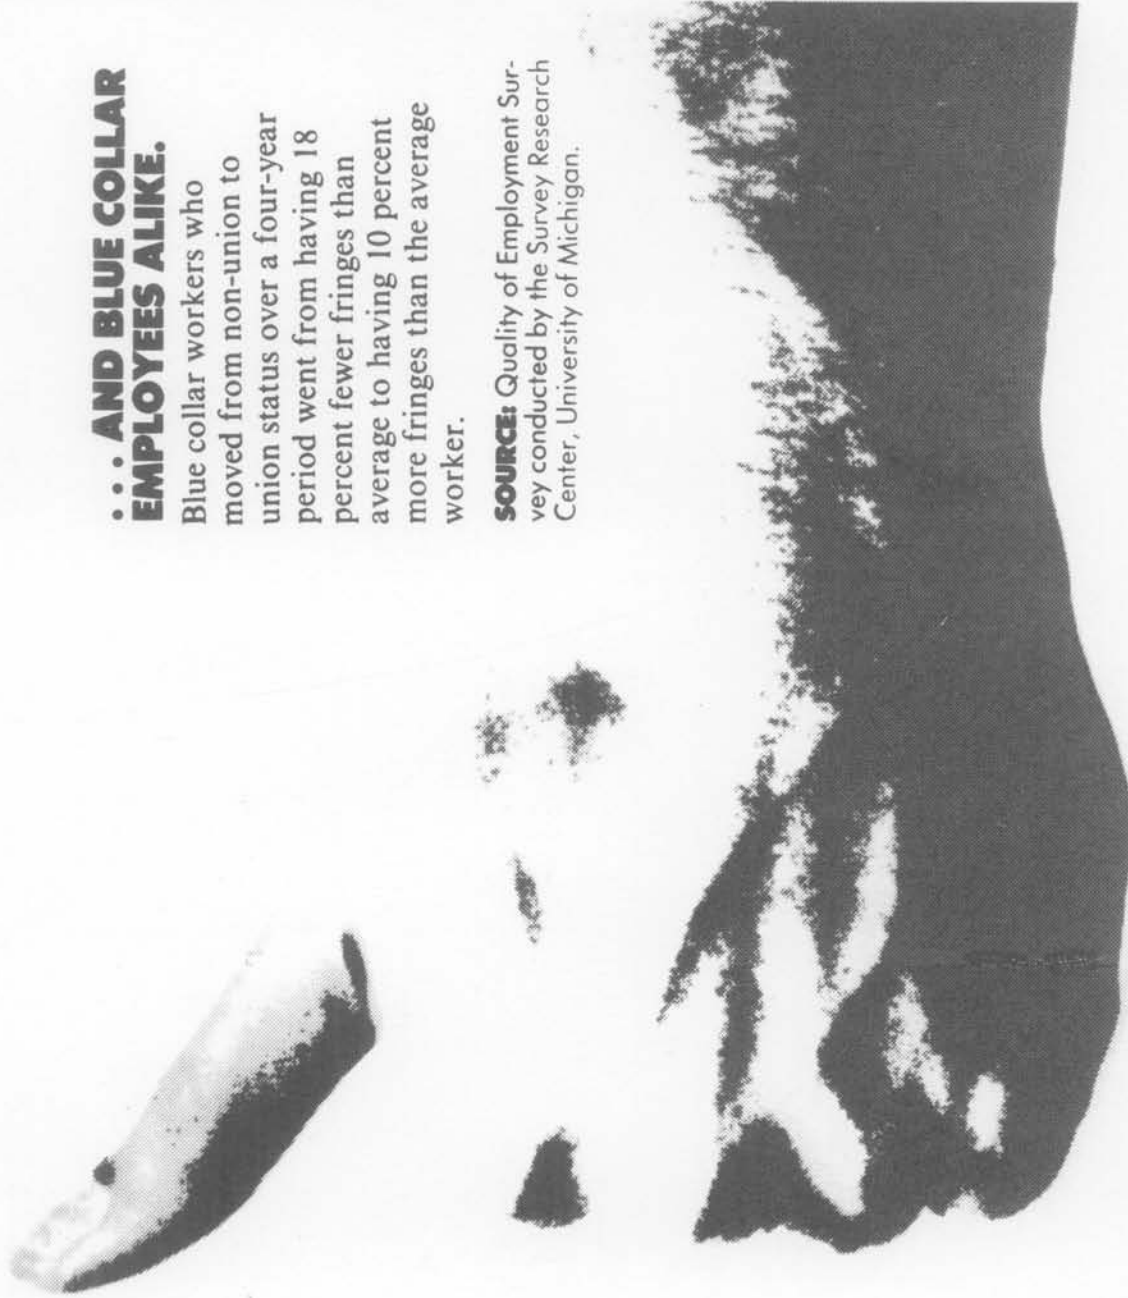 ... AND BLUE COLLAR
EMPLOYEES ALIKE.
Blue collar workers who
moved from non-union to
union status over a four-year
period went from having 18
percent fewer fringes than
average to having 10 percent
more fringes than the average
worker.
SOURCE: Quality of Employment Sur-
vey conducted by the Survey Research
Center, University of Michigan.